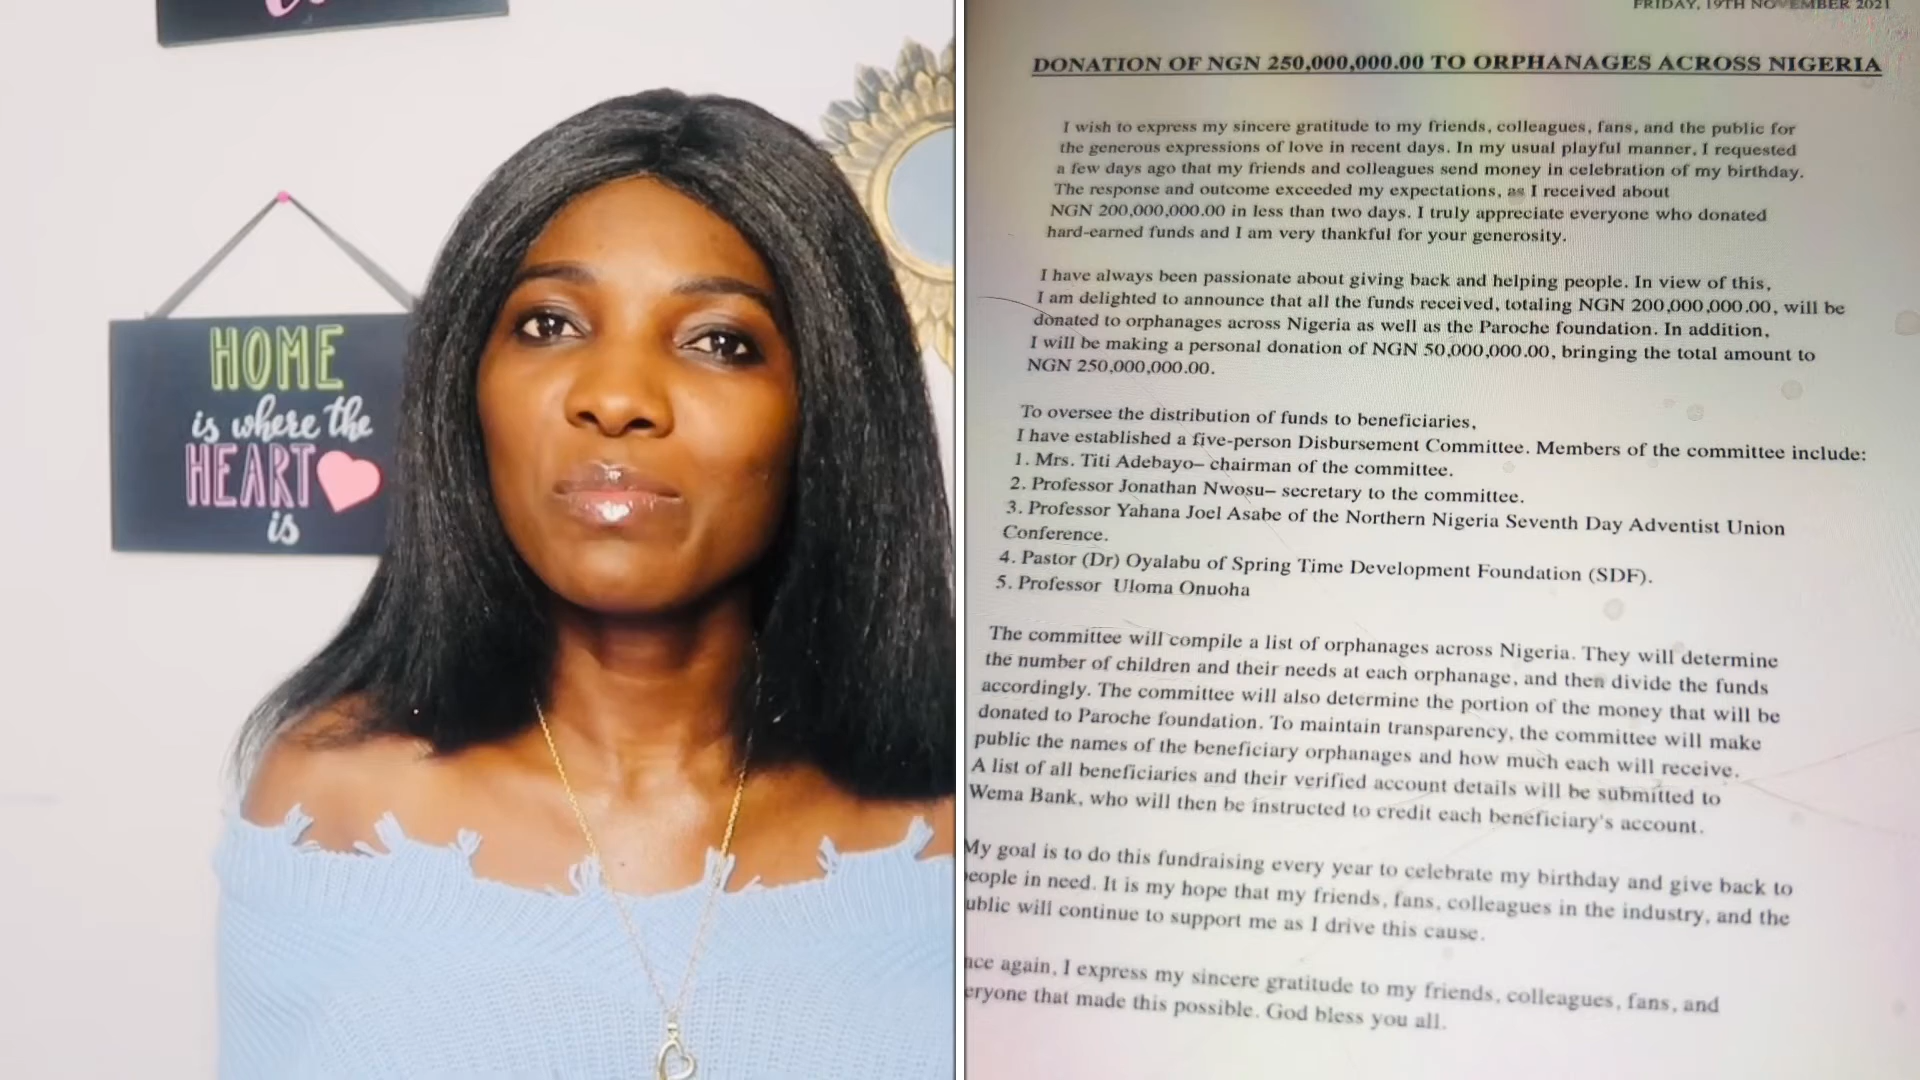 HOME
is where the
HEART
is
FRIDAY, 19TH NOVEMBER 2021
DONATION OF NGN 250,000,000.00 TO ORPHANAGES ACROSS NIGERIA
I wish to express my sincere gratitude to my friends, colleagues, fans, and the public for
the generous expressions of love in recent days. In my usual playful manner, I requested
a few days ago that my friends and colleagues send money in celebration of my birthday.
The response and outcome exceeded my expectations, as I received about
NGN 200,000,000.00 in less than two days. I truly appreciate everyone who donated
hard-earned funds and I am very thankful for your generosity.
I have always been passionate about giving back and helping people. In view of this,
I am delighted to announce that all the funds received, totaling NGN 200,000,000.00, will be
donated to orphanages across Nigeria as well as the Paroche foundation. In addition,
I will be making a personal donation of NGN 50,000,000.00, bringing the total amount to
NGN 250,000,000.00.
To oversee the distribution of funds to beneficiaries,
I have established a five-person Disbursement Committee. Members of the committee include:
1. Mrs. Titi Adebayo– chairman of the committee.
2. Professor Jonathan Nwosu– secretary to the committee.
3. Professor Yahana Joel Asabe of the Northern Nigeria Seventh Day Adventist Union
Conference.
4. Pastor (Dr) Oyalabu of Spring Time Development Foundation (SDF).
5. Professor Uloma Onuoha
The committee will compile a list of orphanages across Nigeria. They will determine
the number of children and their needs at each orphanage, and then divide the funds
accordingly. The committee will also determine the portion of the money that will be
donated to Paroche foundation. To maintain transparency, the committee will make
public the names of the beneficiary orphanages and how much each will receive.
A list of all beneficiaries and their verified account details will be submitted to
Wema Bank, who will then be instructed to credit each beneficiary's account.
My goal is to do this fundraising every year to celebrate my birthday and give back to
eople in need. It is my hope that my friends, fans, colleagues in the industry, and the
ublic will continue to support me as I drive this cause.
nce again, I express my sincere gratitude to my friends, colleagues, fans, and
eryone that made this possible. God bless you all.